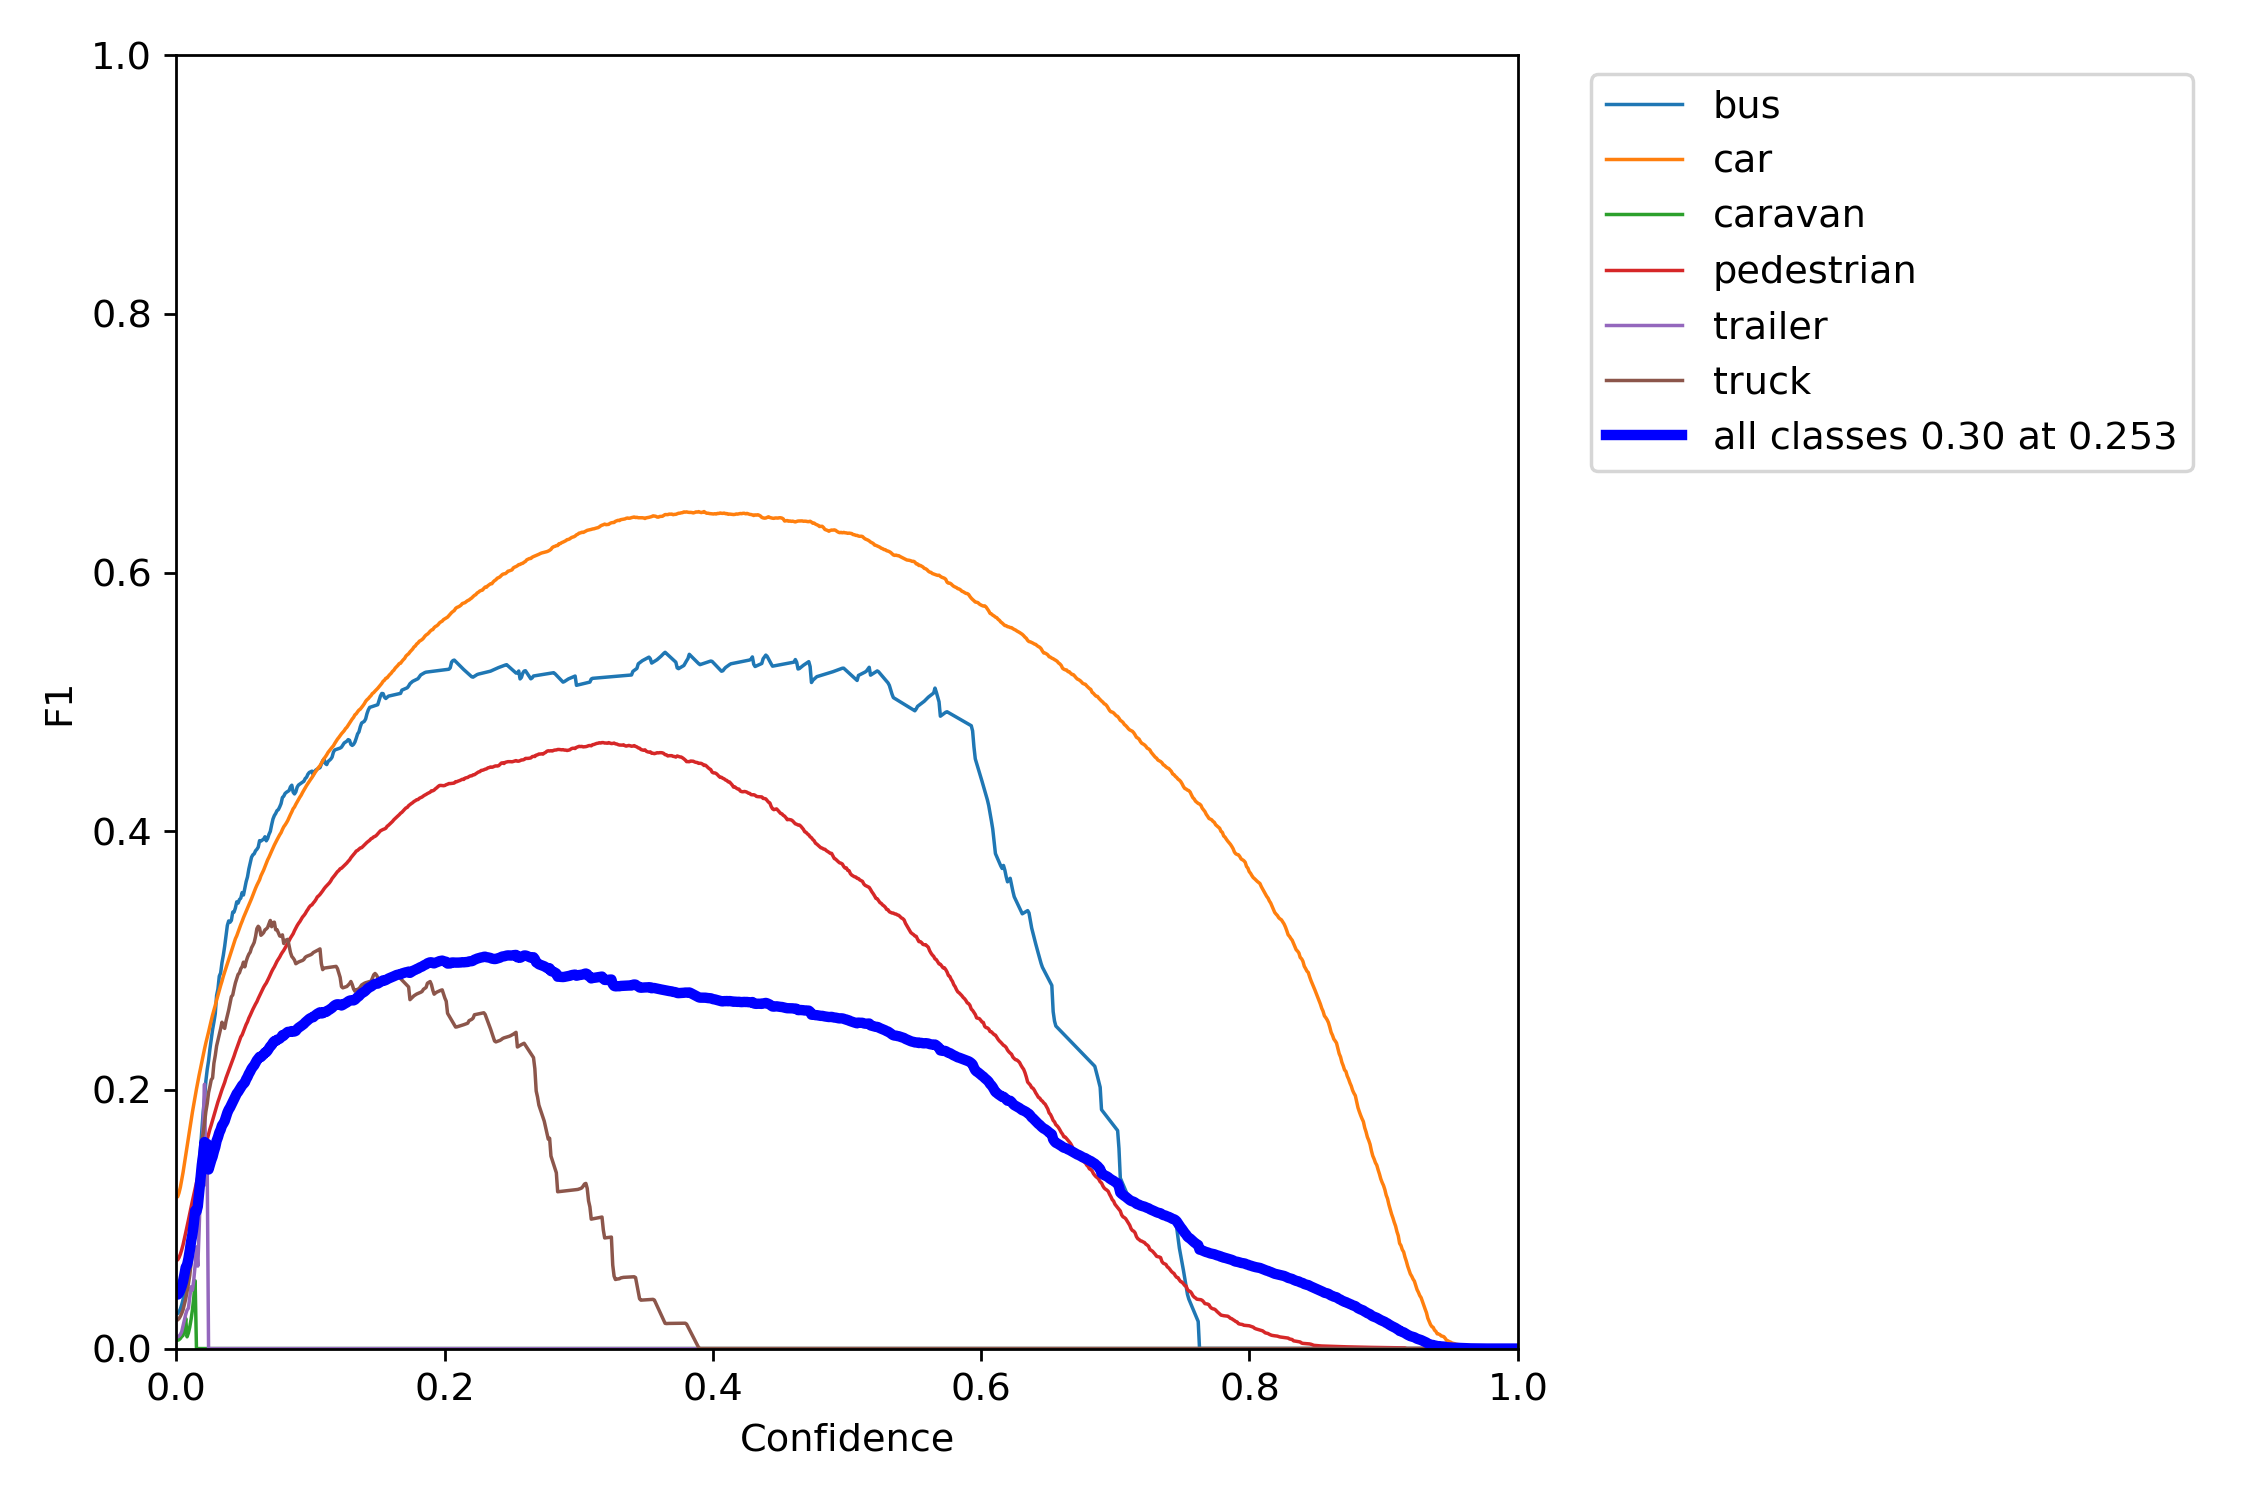 1.0
0.8
0.6
0.4
0.2
0.0
F1
0.0 0.2 0.4 0.6 0.8 1.0
Confidence
bus
car
caravan
pedestrian
trailer
truck
all classes 0.30 at 0.253